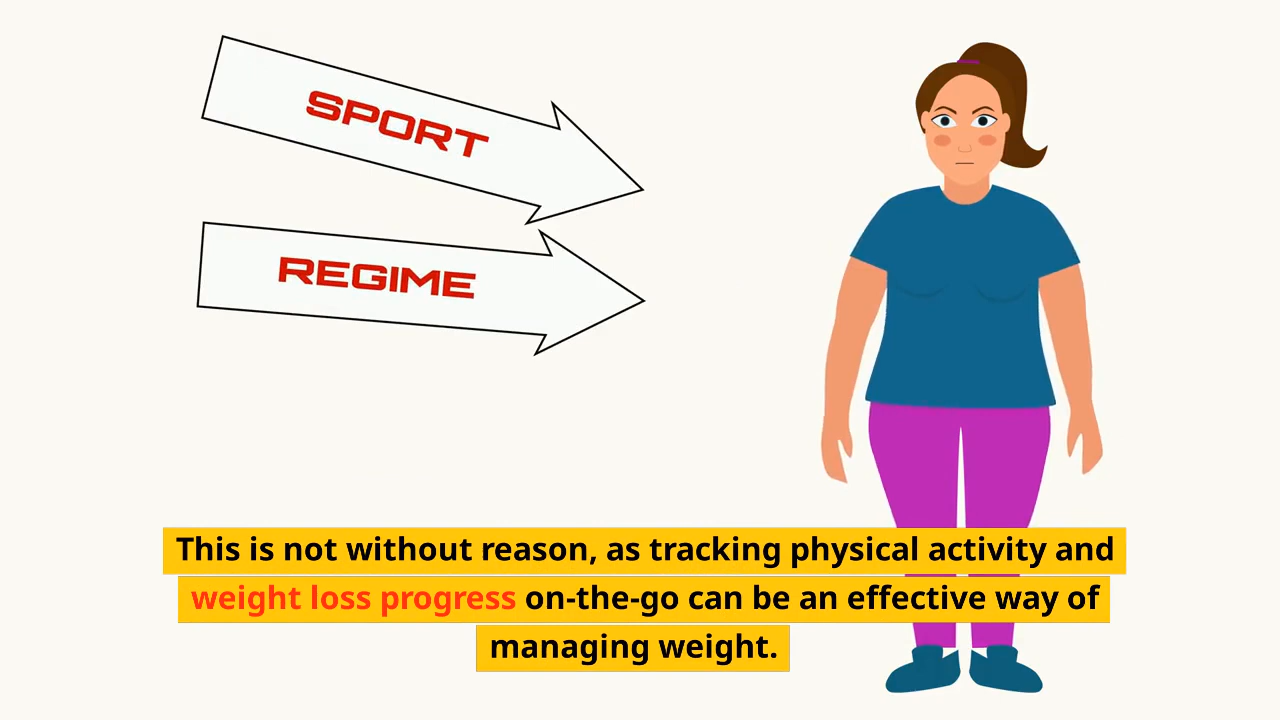 SPORT
REGIME
This is not without reason, as tracking physical activity and
weight loss progress on-the-go can be an effective way of
managing weight.